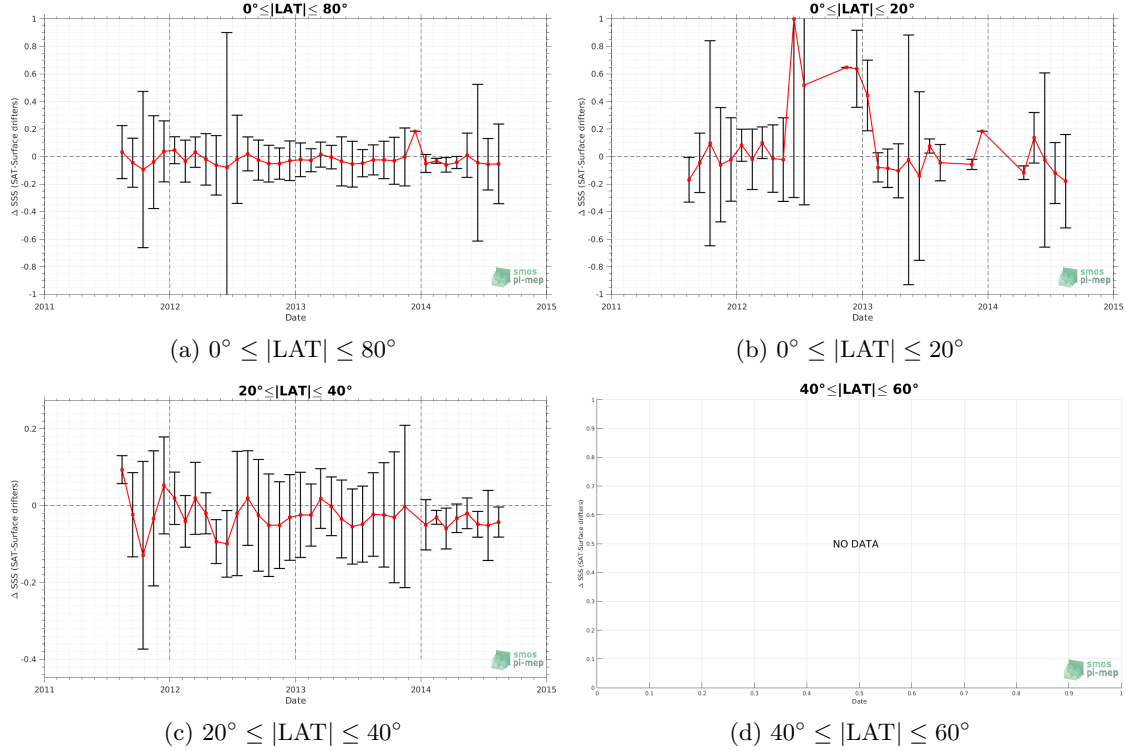 0°≤|LAT|≤ 80°
1
0.8
0.6
0.4
0.2
0
-0.2
-0.4
-0.6
-0.8
-1
Δ SSS (SAT-Surface drifters)
2011
2012
2013
2014
2015
Date
smos
pi-mep
(a) 0° ≤ |LAT| ≤ 80°
0°≤|LAT|≤ 20°
1
0.8
0.6
0.4
0.2
0
-0.2
-0.4
-0.6
-0.8
-1
Δ SSS (SAT-Surface drifters)
2011
2012
2013
2014
2015
Date
smos
pi-mep
(b) 0° ≤ |LAT| ≤ 20°
20°≤|LAT|≤ 40°
0.2
0
-0.2
-0.4
Δ SSS (SAT-Surface drifters)
2011
2012
2013
2014
2015
Date
smos
pi-mep
(c) 20° ≤ |LAT| ≤ 40°
40°≤|LAT|≤ 60°
1
0.9
0.8
0.7
0.6
0.5
0.4
0.3
0.2
0.1
0
Δ SSS (SAT-Surface drifters)
NO DATA
0
0.1
0.2
0.3
0.4
0.5
0.6
0.7
0.8
0.9
1
Date
smos
pi-mep
(d) 40° ≤ |LAT| ≤ 60°